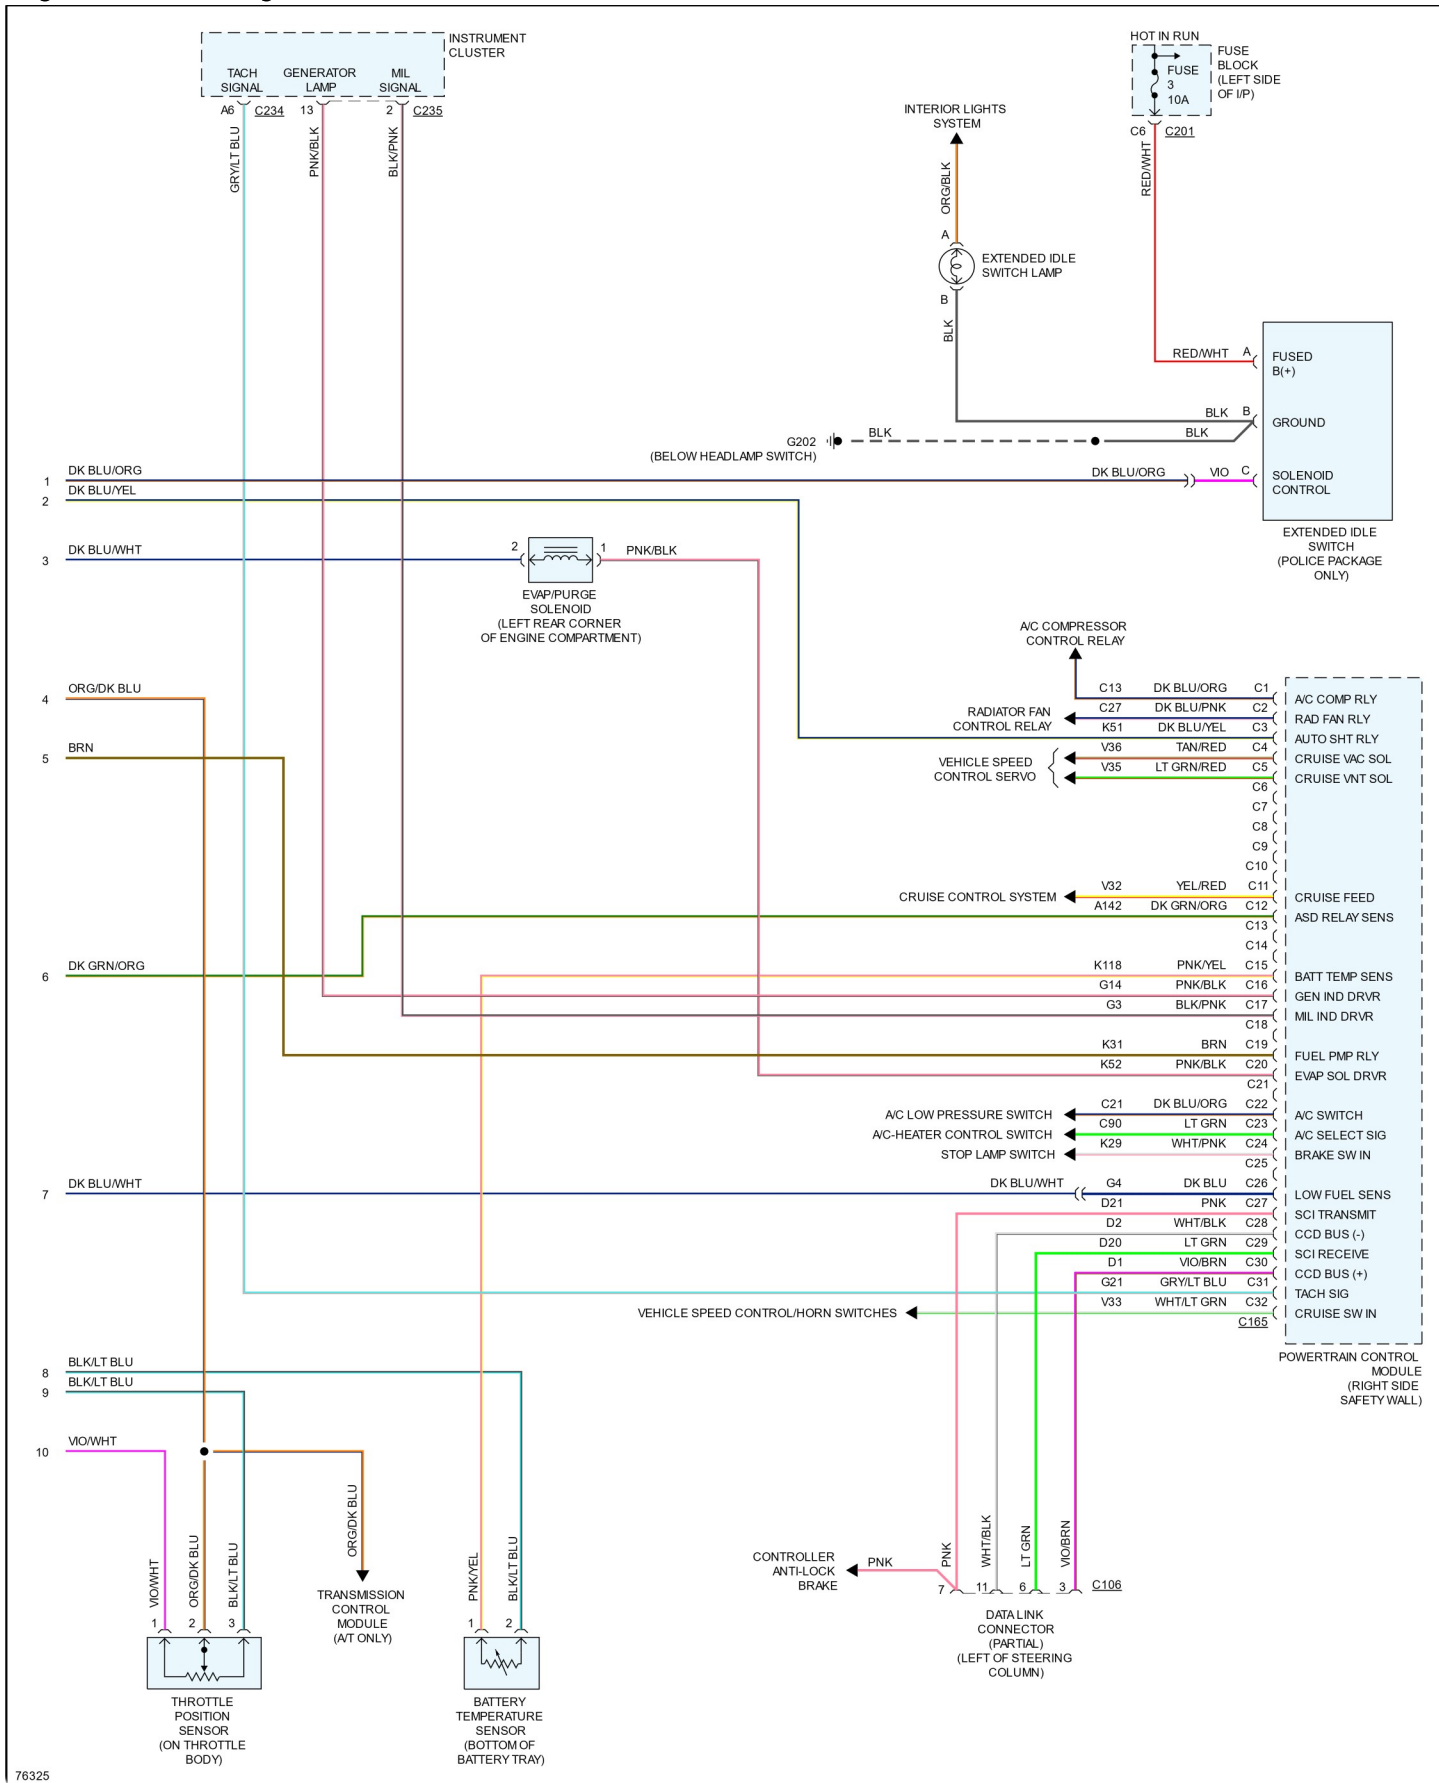 INSTRUMENT
CLUSTER
TACH
SIGNAL
GENERATOR
LAMP
MIL
SIGNAL
A6
C234
13
2
C235
GRY/LT BLU
PNK/BLK
BLK/PNK
HOT IN RUN
FUSE
3
10A
FUSE
BLOCK
(LEFT SIDE
OF I/P)
C6
C201
RED/WHT
INTERIOR LIGHTS
SYSTEM
ORG/BLK
A
EXTENDED IDLE
SWITCH LAMP
B
BLK
RED/WHT
A
FUSED
B(+)
BLK
B
GROUND
G202
(BELOW HEADLAMP SWITCH)
BLK
BLK
1
DK BLU/ORG
DK BLU/ORG
VIO
C
SOLENOID
CONTROL
2
DK BLU/YEL
EXTENDED IDLE
SWITCH
(POLICE PACKAGE
ONLY)
3
DK BLU/WHT
2
1
PNK/BLK
EVAP/PURGE
SOLENOID
(LEFT REAR CORNER
OF ENGINE COMPARTMENT)
A/C COMPRESSOR
CONTROL RELAY
4
ORG/DK BLU
C13
DK BLU/ORG
C1
A/C COMP RLY
RADIATOR FAN
CONTROL RELAY
C27
DK BLU/PNK
C2
RAD FAN RLY
K51
DK BLU/YEL
C3
AUTO SHT RLY
5
BRN
VEHICLE SPEED
CONTROL SERVO
V36
TAN/RED
C4
CRUISE VAC SOL
V35
LT GRN/RED
C5
CRUISE VNT SOL
C6
C7
C8
C9
C10
CRUISE CONTROL SYSTEM
V32
YEL/RED
C11
CRUISE FEED
A142
DK GRN/ORG
C12
ASD RELAY SENS
C13
C14
6
DK GRN/ORG
K118
PNK/YEL
C15
BATT TEMP SENS
G14
PNK/BLK
C16
GEN IND DRVR
G3
BLK/PNK
C17
MIL IND DRVR
C18
K31
BRN
C19
FUEL PMP RLY
K52
PNK/BLK
C20
EVAP SOL DRVR
C21
A/C LOW PRESSURE SWITCH
C21
DK BLU/ORG
C22
A/C SWITCH
A/C-HEATER CONTROL SWITCH
C90
LT GRN
C23
A/C SELECT SIG
STOP LAMP SWITCH
K29
WHT/PNK
C24
BRAKE SW IN
C25
7
DK BLU/WHT
DK BLU/WHT
G4
DK BLU
C26
LOW FUEL SENS
D21
PNK
C27
SCI TRANSMIT
D2
WHT/BLK
C28
CCD BUS (-)
D20
LT GRN
C29
SCI RECEIVE
D1
VIO/BRN
C30
CCD BUS (+)
G21
GRY/LT BLU
C31
TACH SIG
VEHICLE SPEED CONTROL/HORN SWITCHES
V33
WHT/LT GRN
C32
CRUISE SW IN
C165
POWERTRAIN CONTROL
MODULE
(RIGHT SIDE
SAFETY WALL)
8
BLK/LT BLU
9
BLK/LT BLU
10
VIO/WHT
VIO/WHT
ORG/DK BLU
BLK/LT BLU
ORG/DK BLU
PNK/YEL
BLK/LT BLU
TRANSMISSION
CONTROL
MODULE
(A/T ONLY)
1
2
3
THROTTLE
POSITION
SENSOR
(ON THROTTLE
BODY)
1
2
BATTERY
TEMPERATURE
SENSOR
(BOTTOM OF
BATTERY TRAY)
CONTROLLER
ANTI-LOCK
BRAKE
PNK
PNK
WHT/BLK
LT GRN
VIO/BRN
7
11
6
3
C106
DATA LINK
CONNECTOR
(PARTIAL)
(LEFT OF STEERING
COLUMN)
76325